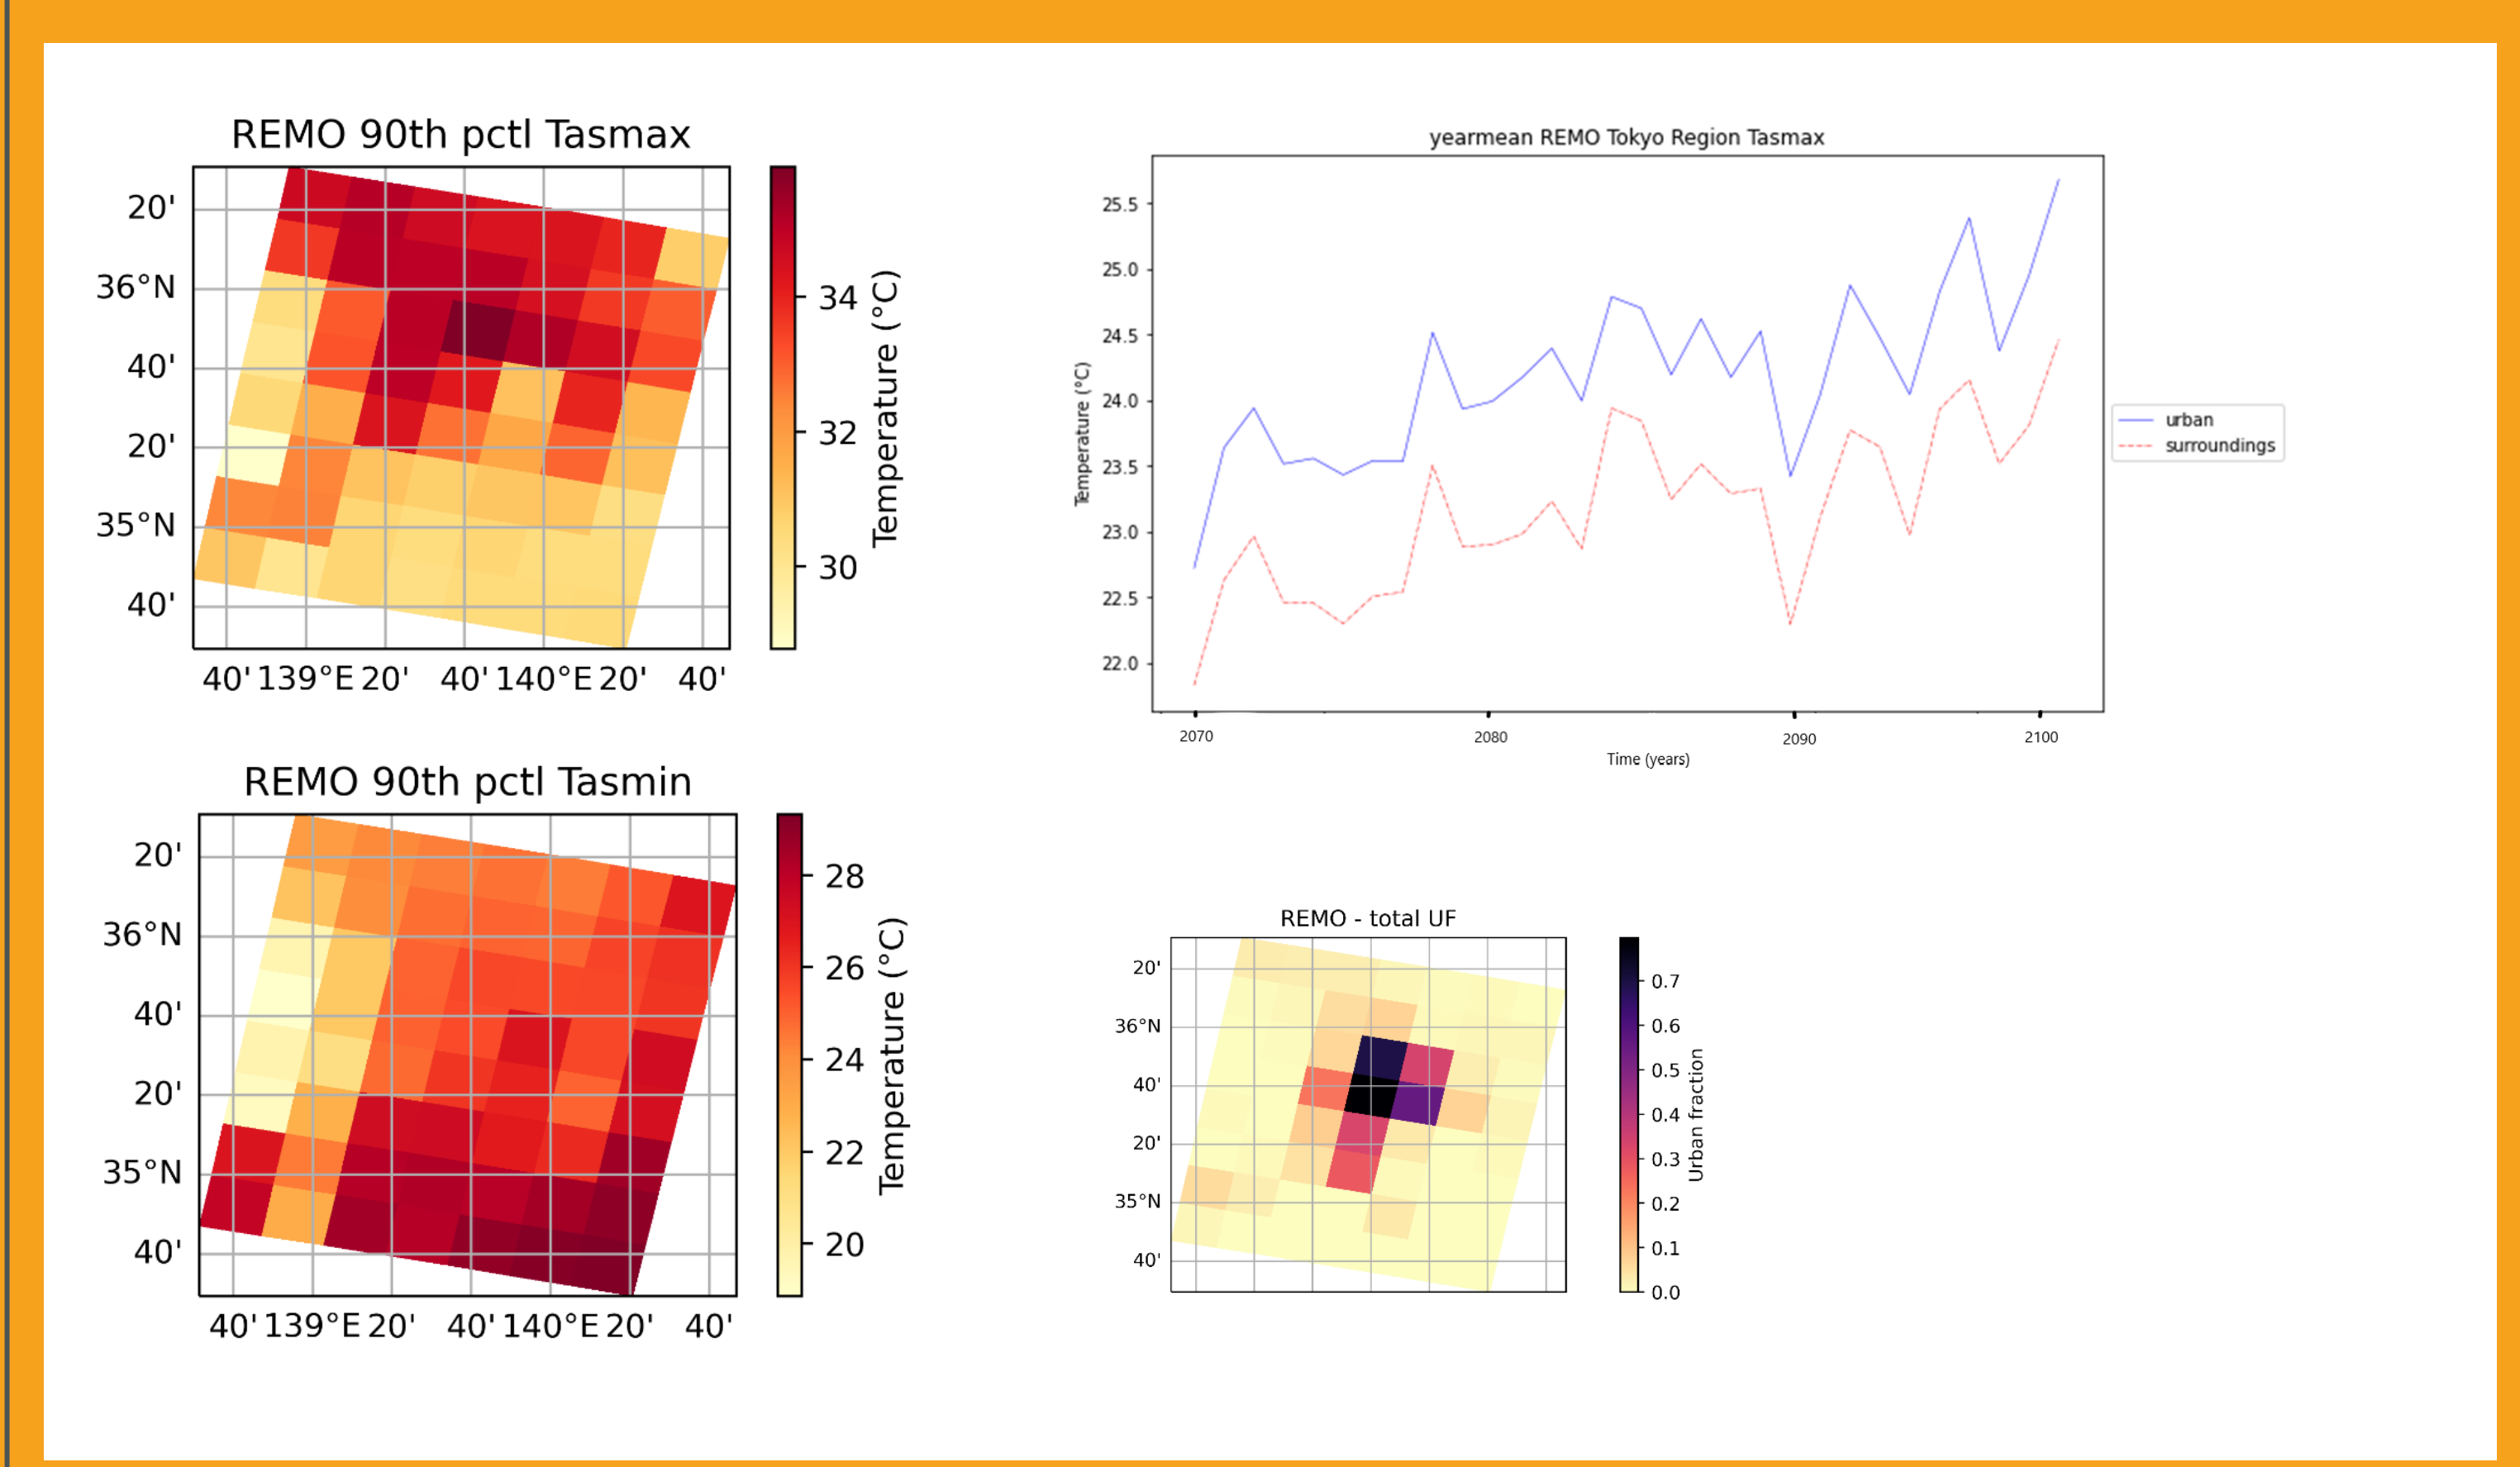 REMO 90th pctl Tasmax
20'
36°N
40'
20'
35°N
40'
40' 139°E 20' 40' 140°E 20' 40'
34
32
30
Temperature (°C)
yearmean REMO Tokyo Region Tasmax
25.5
25.0
24.5
24.0
23.5
23.0
22.5
22.0
Temperature (°C)
2070 2080 2090 2100
Time (years)
urban
surroundings
REMO 90th pctl Tasmin
20'
36°N
40'
20'
35°N
40'
40' 139°E 20' 40' 140°E 20' 40'
28
26
24
22
20
Temperature (°C)
REMO - total UF
20'
36°N
40'
20'
35°N
40'
0.7
0.6
0.5
0.4
0.3
0.2
0.1
0.0
Urban fraction